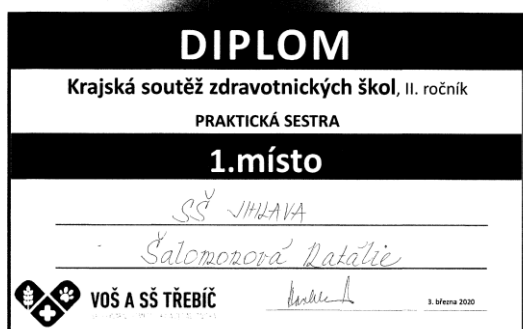 DIPLOM
Krajská soutěž zdravotnických škol, II. ročník
PRAKTICKÁ SESTRA
1.místo
SŠ JIHLAVA
Šalomonová Natálie
VOŠ A SŠ TŘEBÍČ
3. března 2020